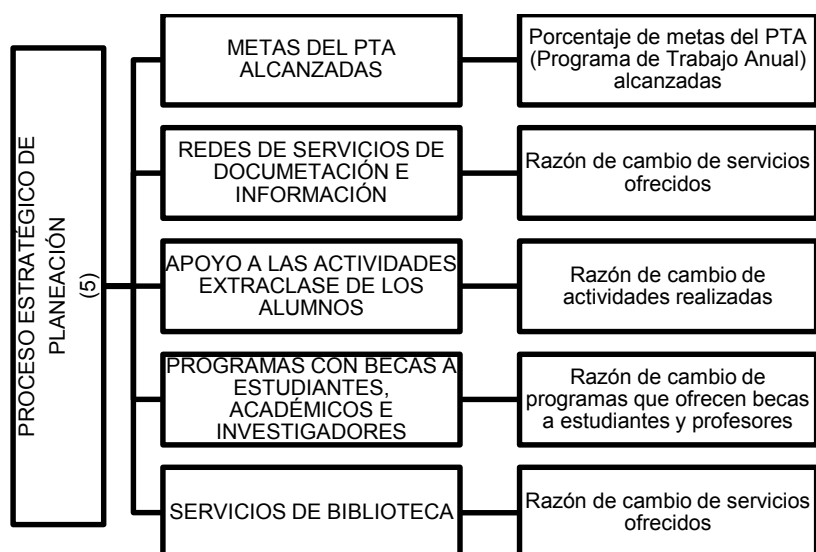 PROCESO ESTRATÉGICO DE
PLANEACIÓN
(5)
METAS DEL PTA
ALCANZADAS
Porcentaje de metas del PTA
(Programa de Trabajo Anual)
alcanzadas
REDES DE SERVICIOS DE
DOCUMETACIÓN E
INFORMACIÓN
Razón de cambio de servicios
ofrecidos
APOYO A LAS ACTIVIDADES
EXTRACLASE DE LOS
ALUMNOS
Razón de cambio de
actividades realizadas
PROGRAMAS CON BECAS A
ESTUDIANTES,
ACADÉMICOS E
INVESTIGADORES
Razón de cambio de
programas que ofrecen becas
a estudiantes y profesores
SERVICIOS DE BIBLIOTECA
Razón de cambio de servicios
ofrecidos